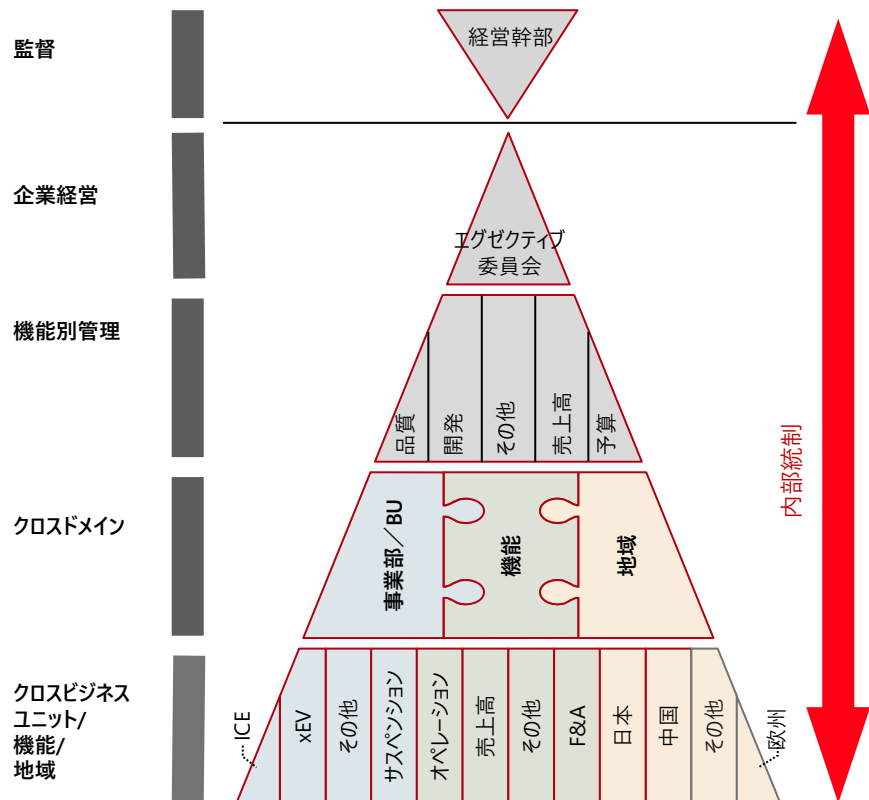 監督
経営幹部
企業経営
エグゼクティブ
委員会
機能別管理
品質
開発
その他
売上高
予算
内部統制
クロスドメイン
事業部／BU
機能
地域
クロスビジネス
ユニット/
機能/
地域
ICE
xEV
その他
サスペンション
オペレーション
売上高
その他
F&A
日本
中国
その他
欧州